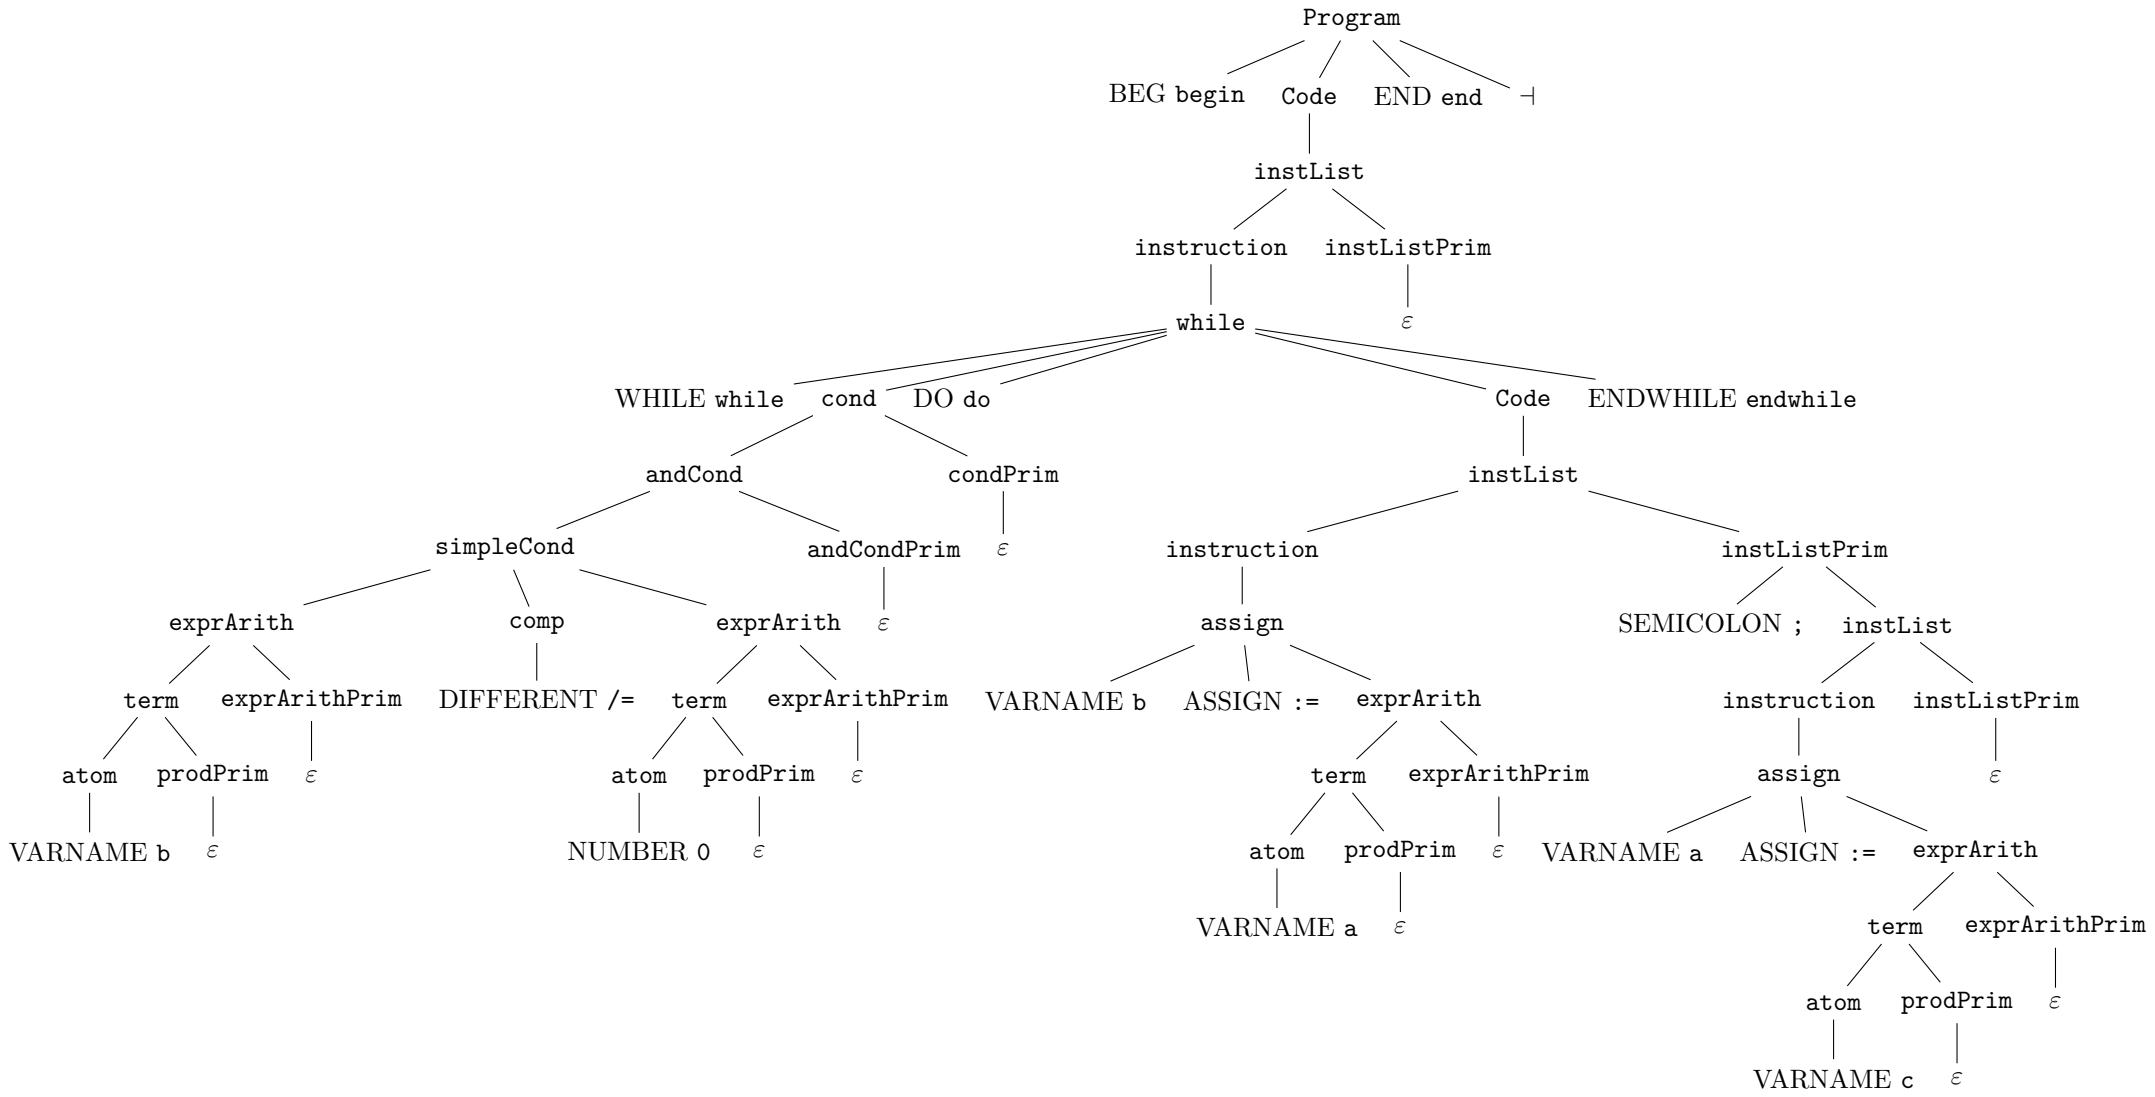 Program
BEG begin Code END end ⊣
instList
instruction instListPrim
while ε
WHILE while cond DO do Code ENDWHILE endwhile
andCond condPrim instList
simpleCond andCondPrim ε instruction instListPrim
exprArith comp exprArith ε assign SEMICOLON ; instList
term exprArithPrim DIFFERENT /= term exprArithPrim VARNAME b ASSIGN := exprArith instruction instListPrim
atom prodPrim ε atom prodPrim ε term exprArithPrim assign ε
VARNAME b ε NUMBER 0 ε atom prodPrim ε VARNAME a ASSIGN := exprArith
VARNAME a ε term exprArithPrim
atom prodPrim ε
VARNAME c ε